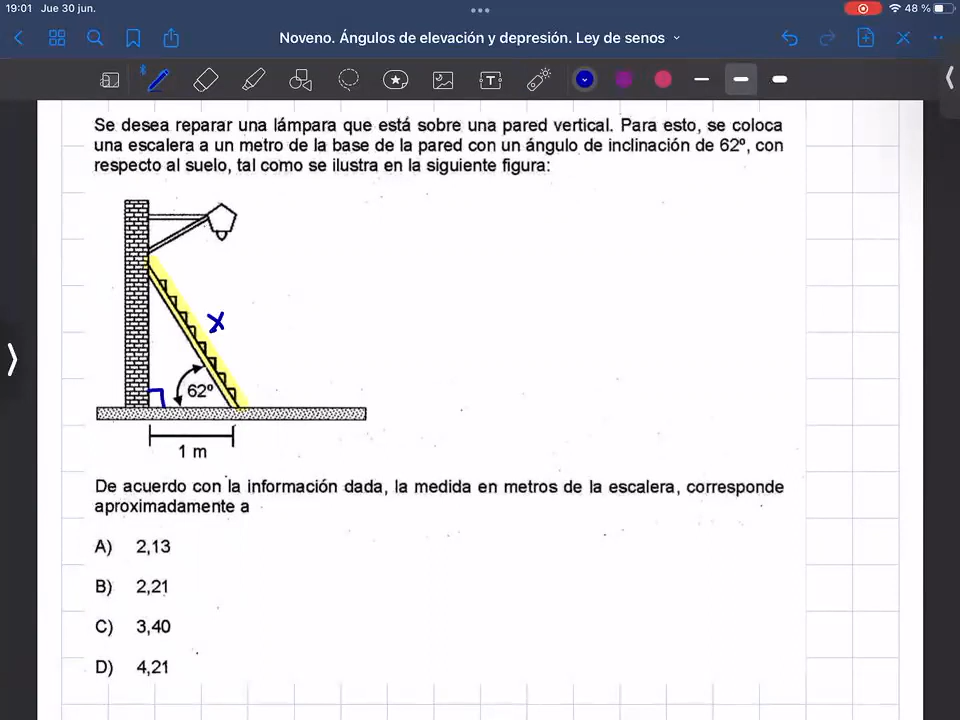 19:01 Jue 30 jun.
48 %
Noveno. Ángulos de elevación y depresión. Ley de senos
Se desea reparar una lámpara que está sobre una pared vertical. Para esto, se coloca
una escalera a un metro de la base de la pared con un ángulo de inclinación de 62º, con
respecto al suelo, tal como se ilustra en la siguiente figura:
x
62º
1 m
De acuerdo con la información dada, la medida en metros de la escalera, corresponde
aproximadamente a
A) 2,13
B) 2,21
C) 3,40
D) 4,21